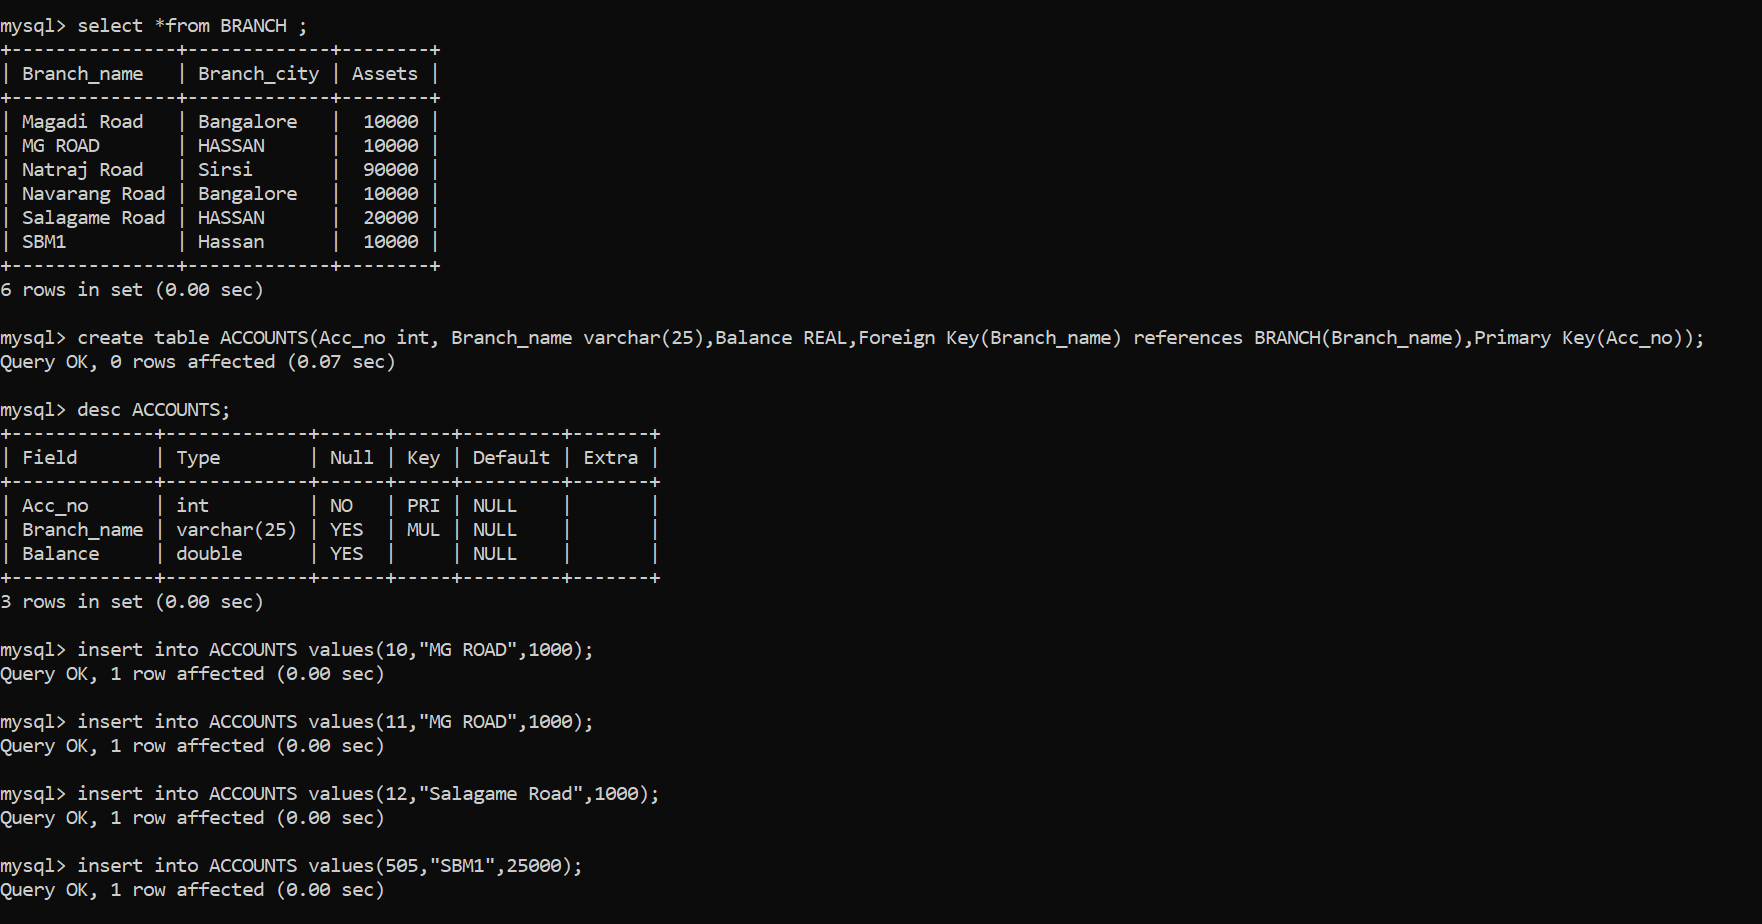 mysql> select *from BRANCH ;
+---------------+-------------+--------+
| Branch_name   | Branch_city | Assets |
+---------------+-------------+--------+
| Magadi Road   | Bangalore   |  10000 |
| MG ROAD       | HASSAN      |  10000 |
| Natraj Road   | Sirsi       |  90000 |
| Navarang Road | Bangalore   |  10000 |
| Salagame Road | HASSAN      |  20000 |
| SBM1          | Hassan      |  10000 |
+---------------+-------------+--------+
6 rows in set (0.00 sec)
mysql> create table ACCOUNTS(Acc_no int, Branch_name varchar(25),Balance REAL,Foreign Key(Branch_name) references BRANCH(Branch_name),Primary Key(Acc_no));
Query OK, 0 rows affected (0.07 sec)
mysql> desc ACCOUNTS;
+-------------+-------------+------+-----+---------+-------+
| Field       | Type        | Null | Key | Default | Extra |
+-------------+-------------+------+-----+---------+-------+
| Acc_no      | int         | NO   | PRI | NULL    |       |
| Branch_name | varchar(25) | YES  | MUL | NULL    |       |
| Balance     | double      | YES  |     | NULL    |       |
+-------------+-------------+------+-----+---------+-------+
3 rows in set (0.00 sec)
mysql> insert into ACCOUNTS values(10,"MG ROAD",1000);
Query OK, 1 row affected (0.00 sec)
mysql> insert into ACCOUNTS values(11,"MG ROAD",1000);
Query OK, 1 row affected (0.00 sec)
mysql> insert into ACCOUNTS values(12,"Salagame Road",1000);
Query OK, 1 row affected (0.00 sec)
mysql> insert into ACCOUNTS values(505,"SBM1",25000);
Query OK, 1 row affected (0.00 sec)